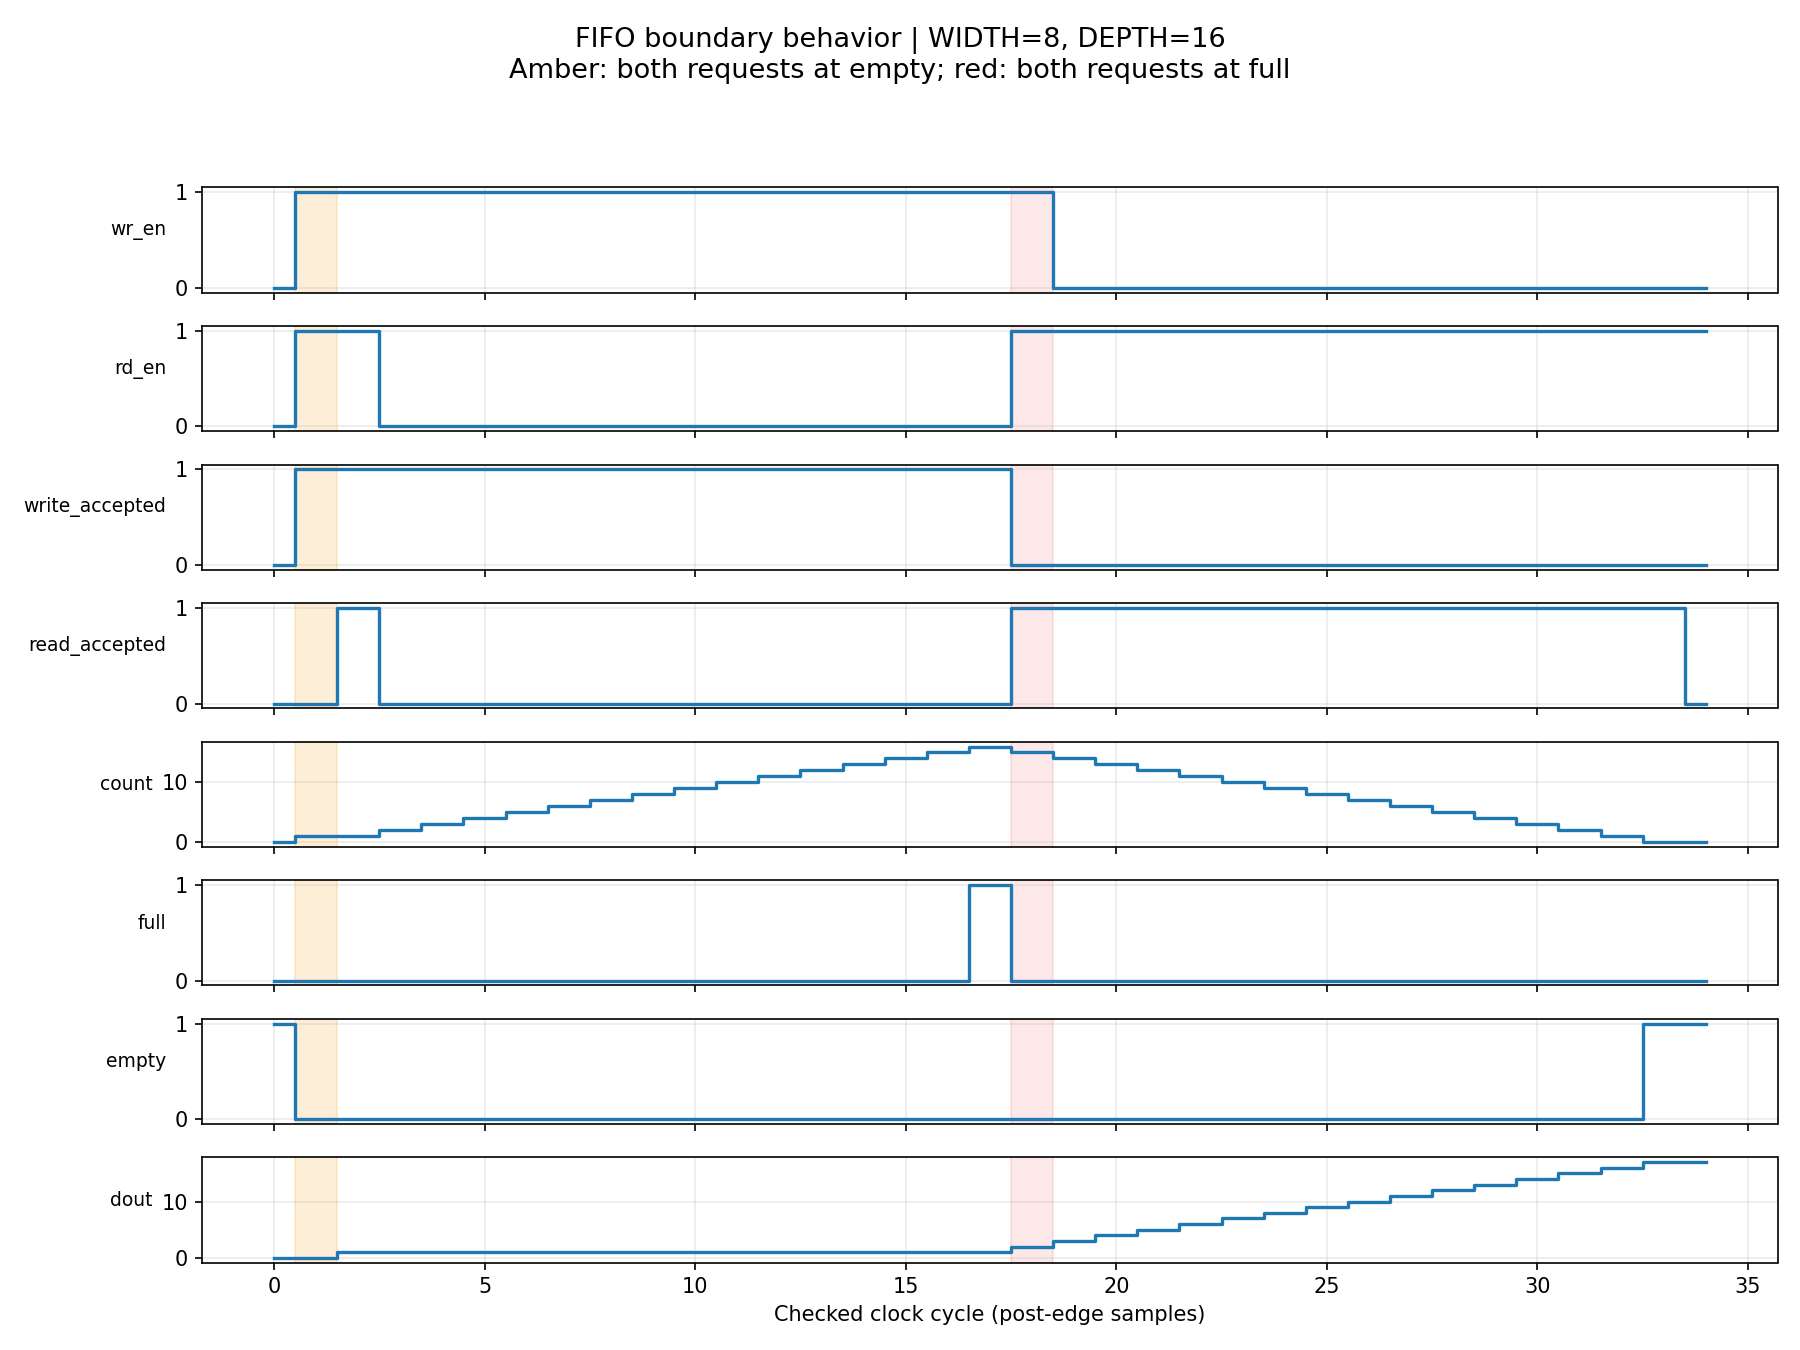 FIFO boundary behavior | WIDTH=8, DEPTH=16
Amber: both requests at empty; red: both requests at full
1
wr_en
0
1
rd_en
0
1
write_accepted
0
1
read_accepted
0
count 10
0
1
full
0
1
empty
0
dout 10
0
0 5 10 15 20 25 30 35
Checked clock cycle (post-edge samples)